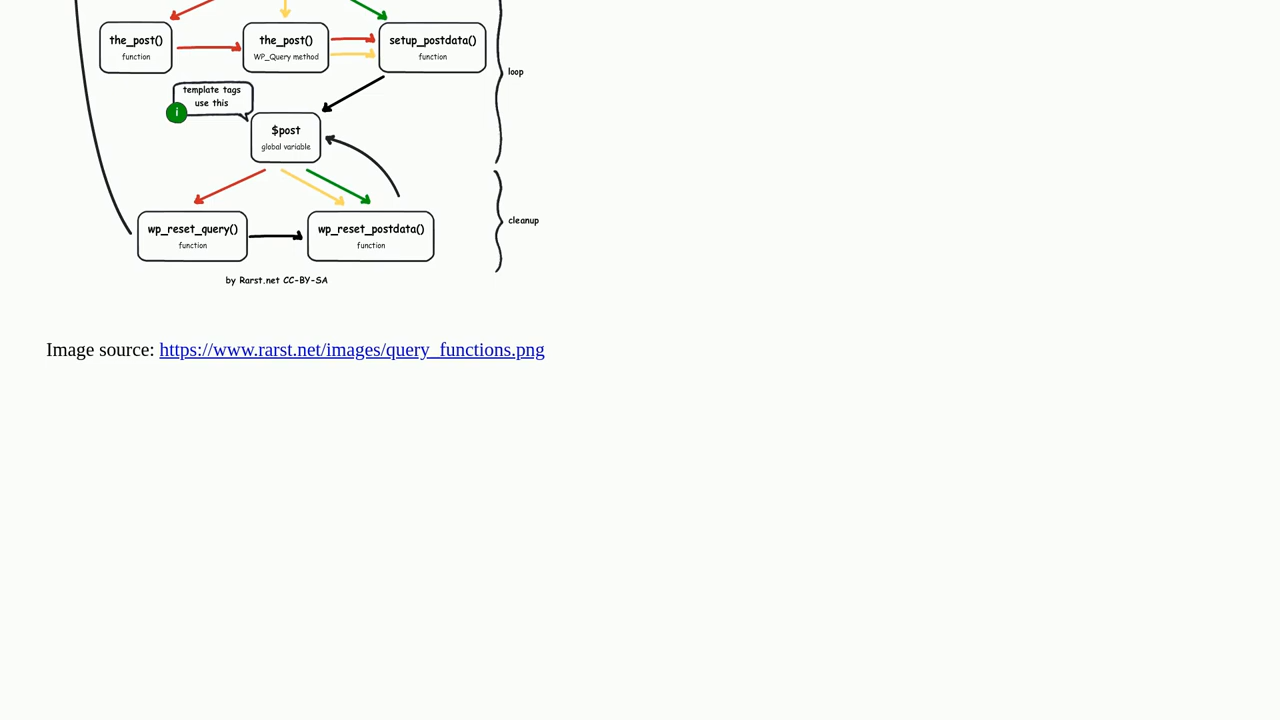 the_post()
function
the_post()
WP_Query method
setup_postdata()
function
loop
template tags
use this
i
$post
global variable
cleanup
wp_reset_query()
function
wp_reset_postdata()
function
by Rarst.net CC-BY-SA
Image source: https://www.rarst.net/images/query_functions.png